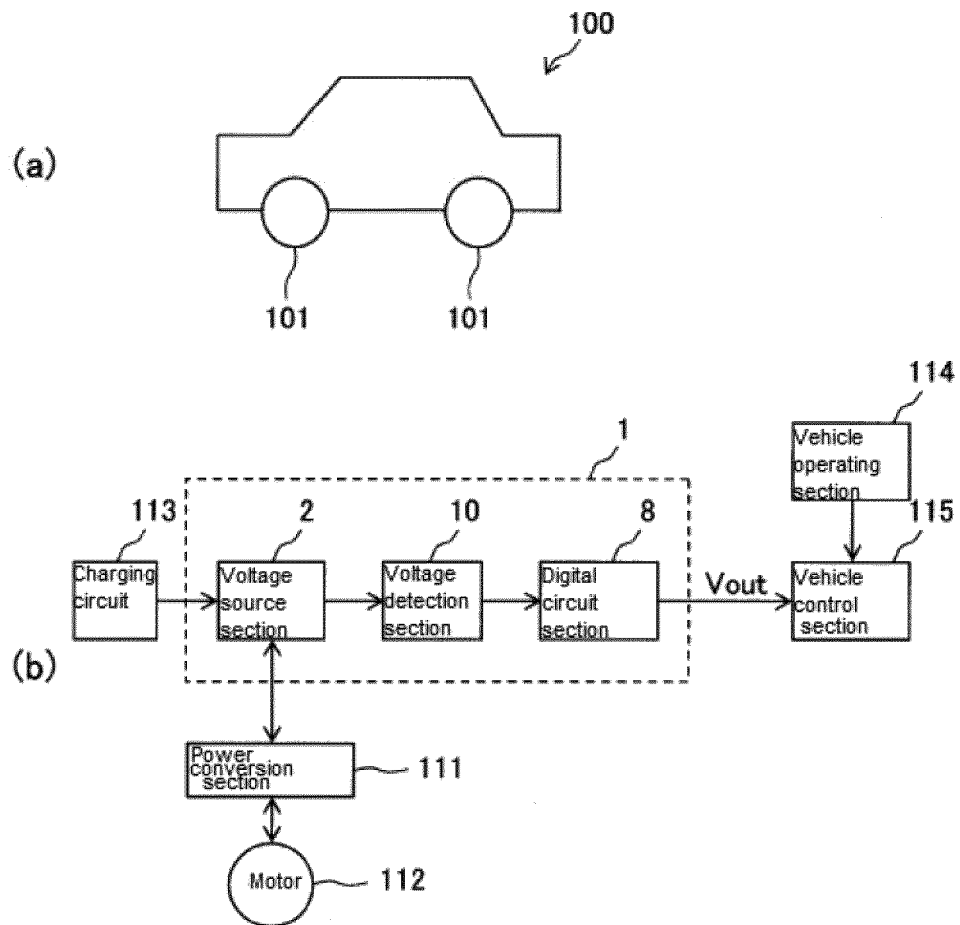 100
(a)
101
101
114
Vehicle
operating
section
1
113
2
10
8
115
Charging
circuit
Voltage
source
section
Voltage
detection
section
Digital
circuit
section
Vout
Vehicle
control
section
(b)
Power
conversion
section
111
Motor
112